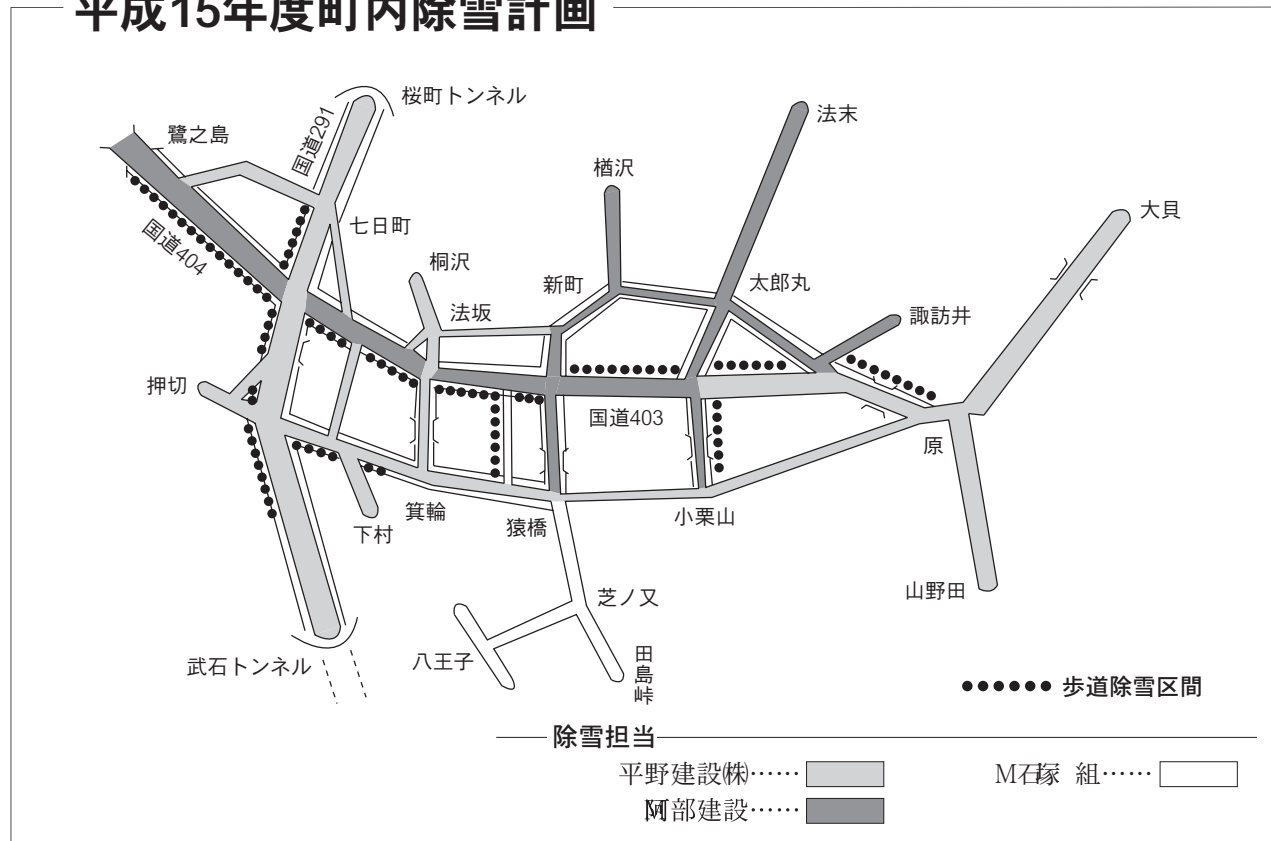 平成15年度町内除雪計画
桜町トンネル
鷺之島
国道291
法末
楢沢
大貝
七日町
国道404
桐沢
新町
太郎丸
法坂
諏訪井
押切
国道403
原
箕輪
小栗山
下村
猿橋
山野田
芝ノ又
八王子
田島峠
武石トンネル
歩道除雪区間
除雪担当
平野建設㈱……
M石塚 組……
部建設……